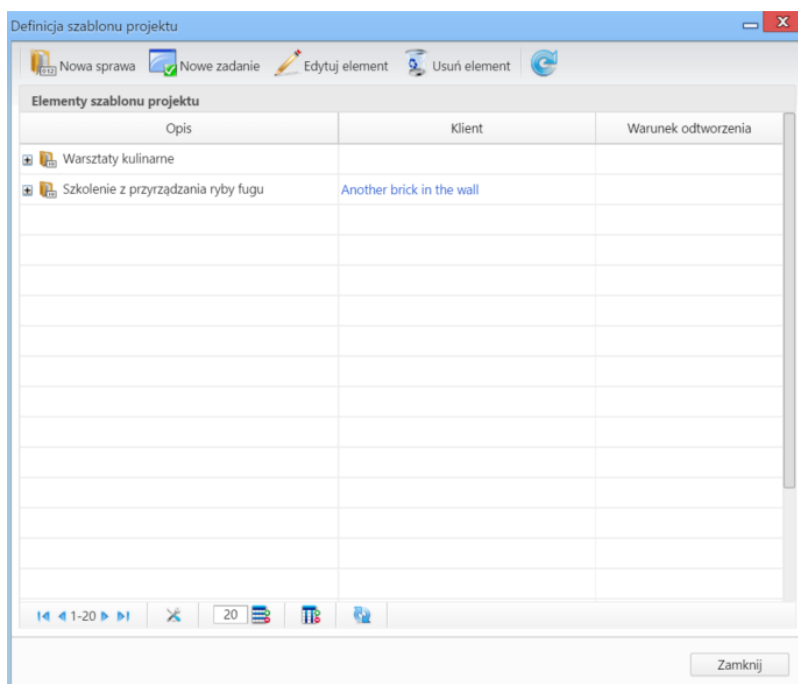 Definicja szablonu projektu
Nowa sprawa Nowe zadanie Edytuj element Usuń element
Elementy szablonu projektu
Opis Klient Warunek odtworzenia
Warsztaty kulinarne
Szkolenie z przyrządzania ryby fugu Another brick in the wall
1-20 20
Zamknij